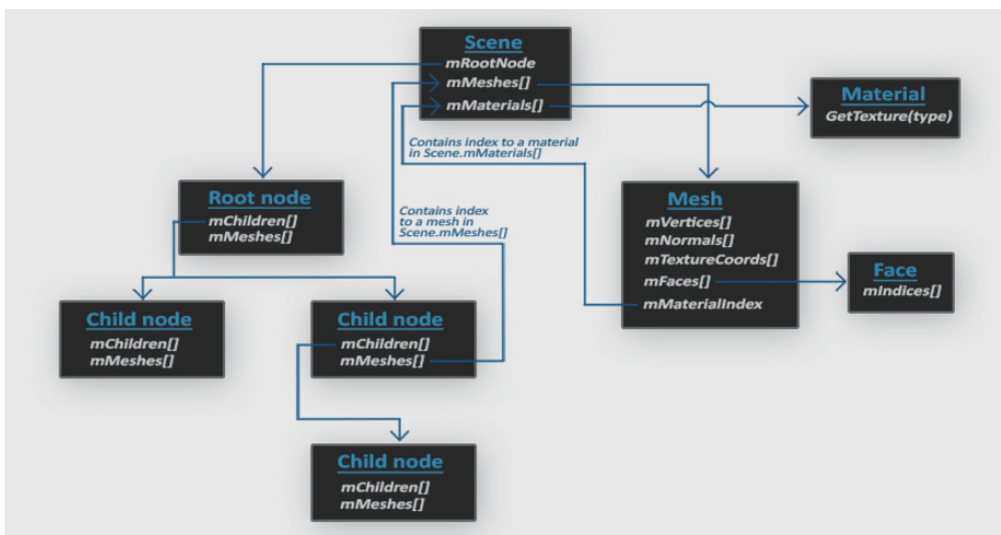 Scene
mRootNode
mMeshes[]
mMaterials[]
Material
GetTexture(type)
Contains index to a material
in Scene.mMaterials[]
Root node
mChildren[]
mMeshes[]
Contains index
to a mesh in
Scene.mMeshes[]
Mesh
mVertices[]
mNormals[]
mTextureCoords[]
mFaces[]
mMaterialIndex
Face
mIndices[]
Child node
mChildren[]
mMeshes[]
Child node
mChildren[]
mMeshes[]
Child node
mChildren[]
mMeshes[]